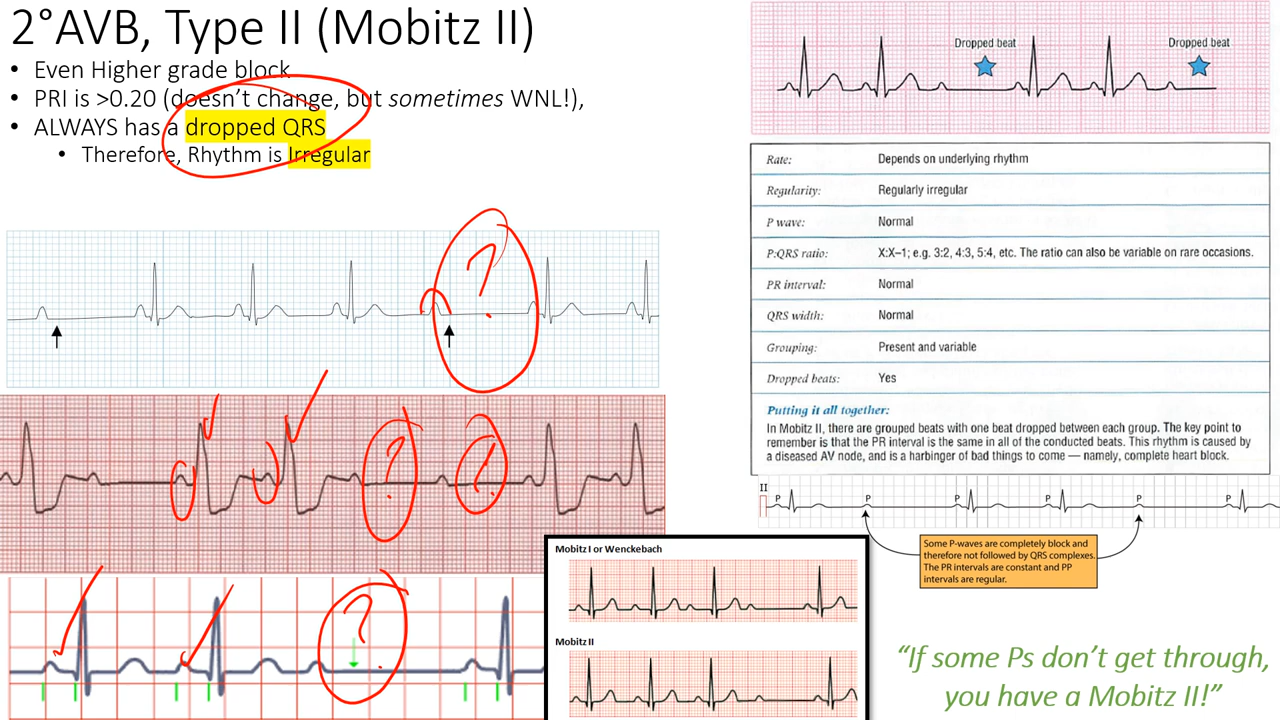 2°AVB, Type II (Mobitz II)
• Even Higher grade block
• PRI is >0.20 (doesn't change, but sometimes WNL!),
• ALWAYS has a dropped QRS
• Therefore, Rhythm is Irregular
?
? ?
?
Dropped beat Dropped beat
Rate: Depends on underlying rhythm
Regularity: Regularly irregular
P wave: Normal
P:QRS ratio: X:X–1; e.g. 3:2, 4:3, 5:4, etc. The ratio can also be variable on rare occasions.
PR interval: Normal
QRS width: Normal
Grouping: Present and variable
Dropped beats: Yes
Putting it all together:
In Mobitz II, there are grouped beats with one beat dropped between each group. The key point to
remember is that the PR interval is the same in all of the conducted beats. This rhythm is caused by
a diseased AV node, and is a harbinger of bad things to come — namely, complete heart block.
II
P P P P P P
Some P-waves are completely block and
therefore not followed by QRS complexes.
The PR intervals are constant and PP
intervals are regular.
Mobitz I or Wenckebach
Mobitz II
“If some Ps don’t get through,
you have a Mobitz II!”